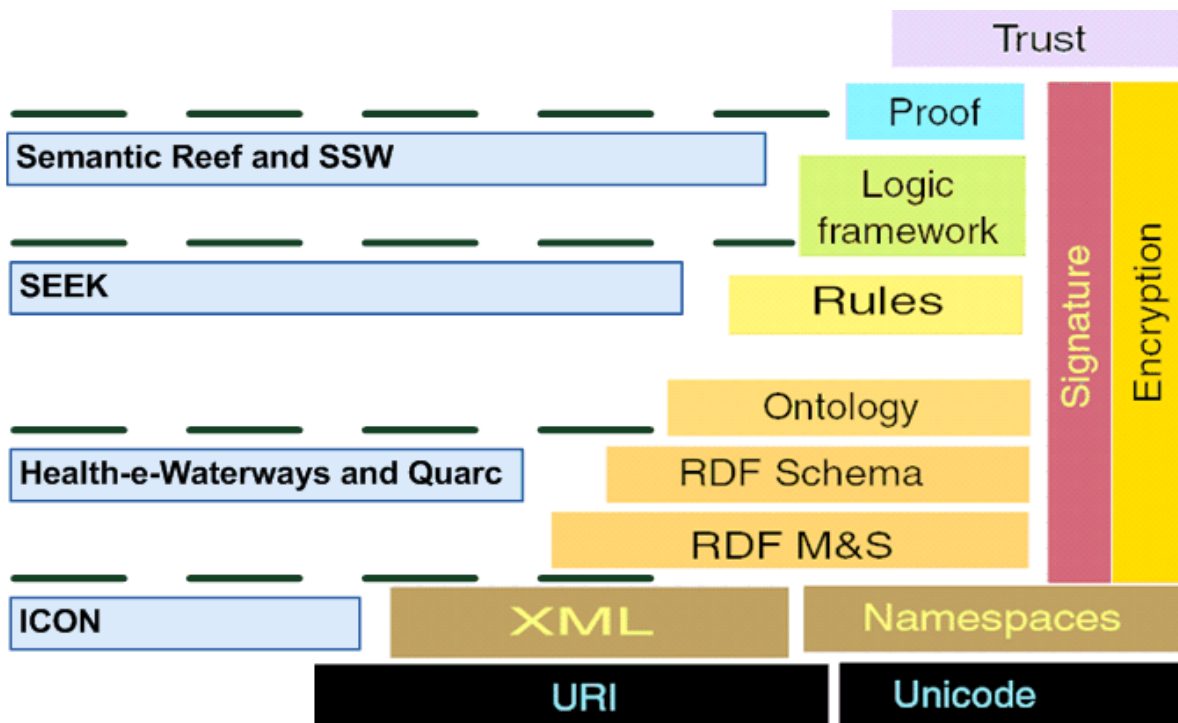 Trust
Proof
Semantic Reef and SSW
Logic
framework
SEEK
Rules
Signature
Encryption
Ontology
Health-e-Waterways and Quarc
RDF Schema
RDF M&S
ICON
XML
Namespaces
URI
Unicode